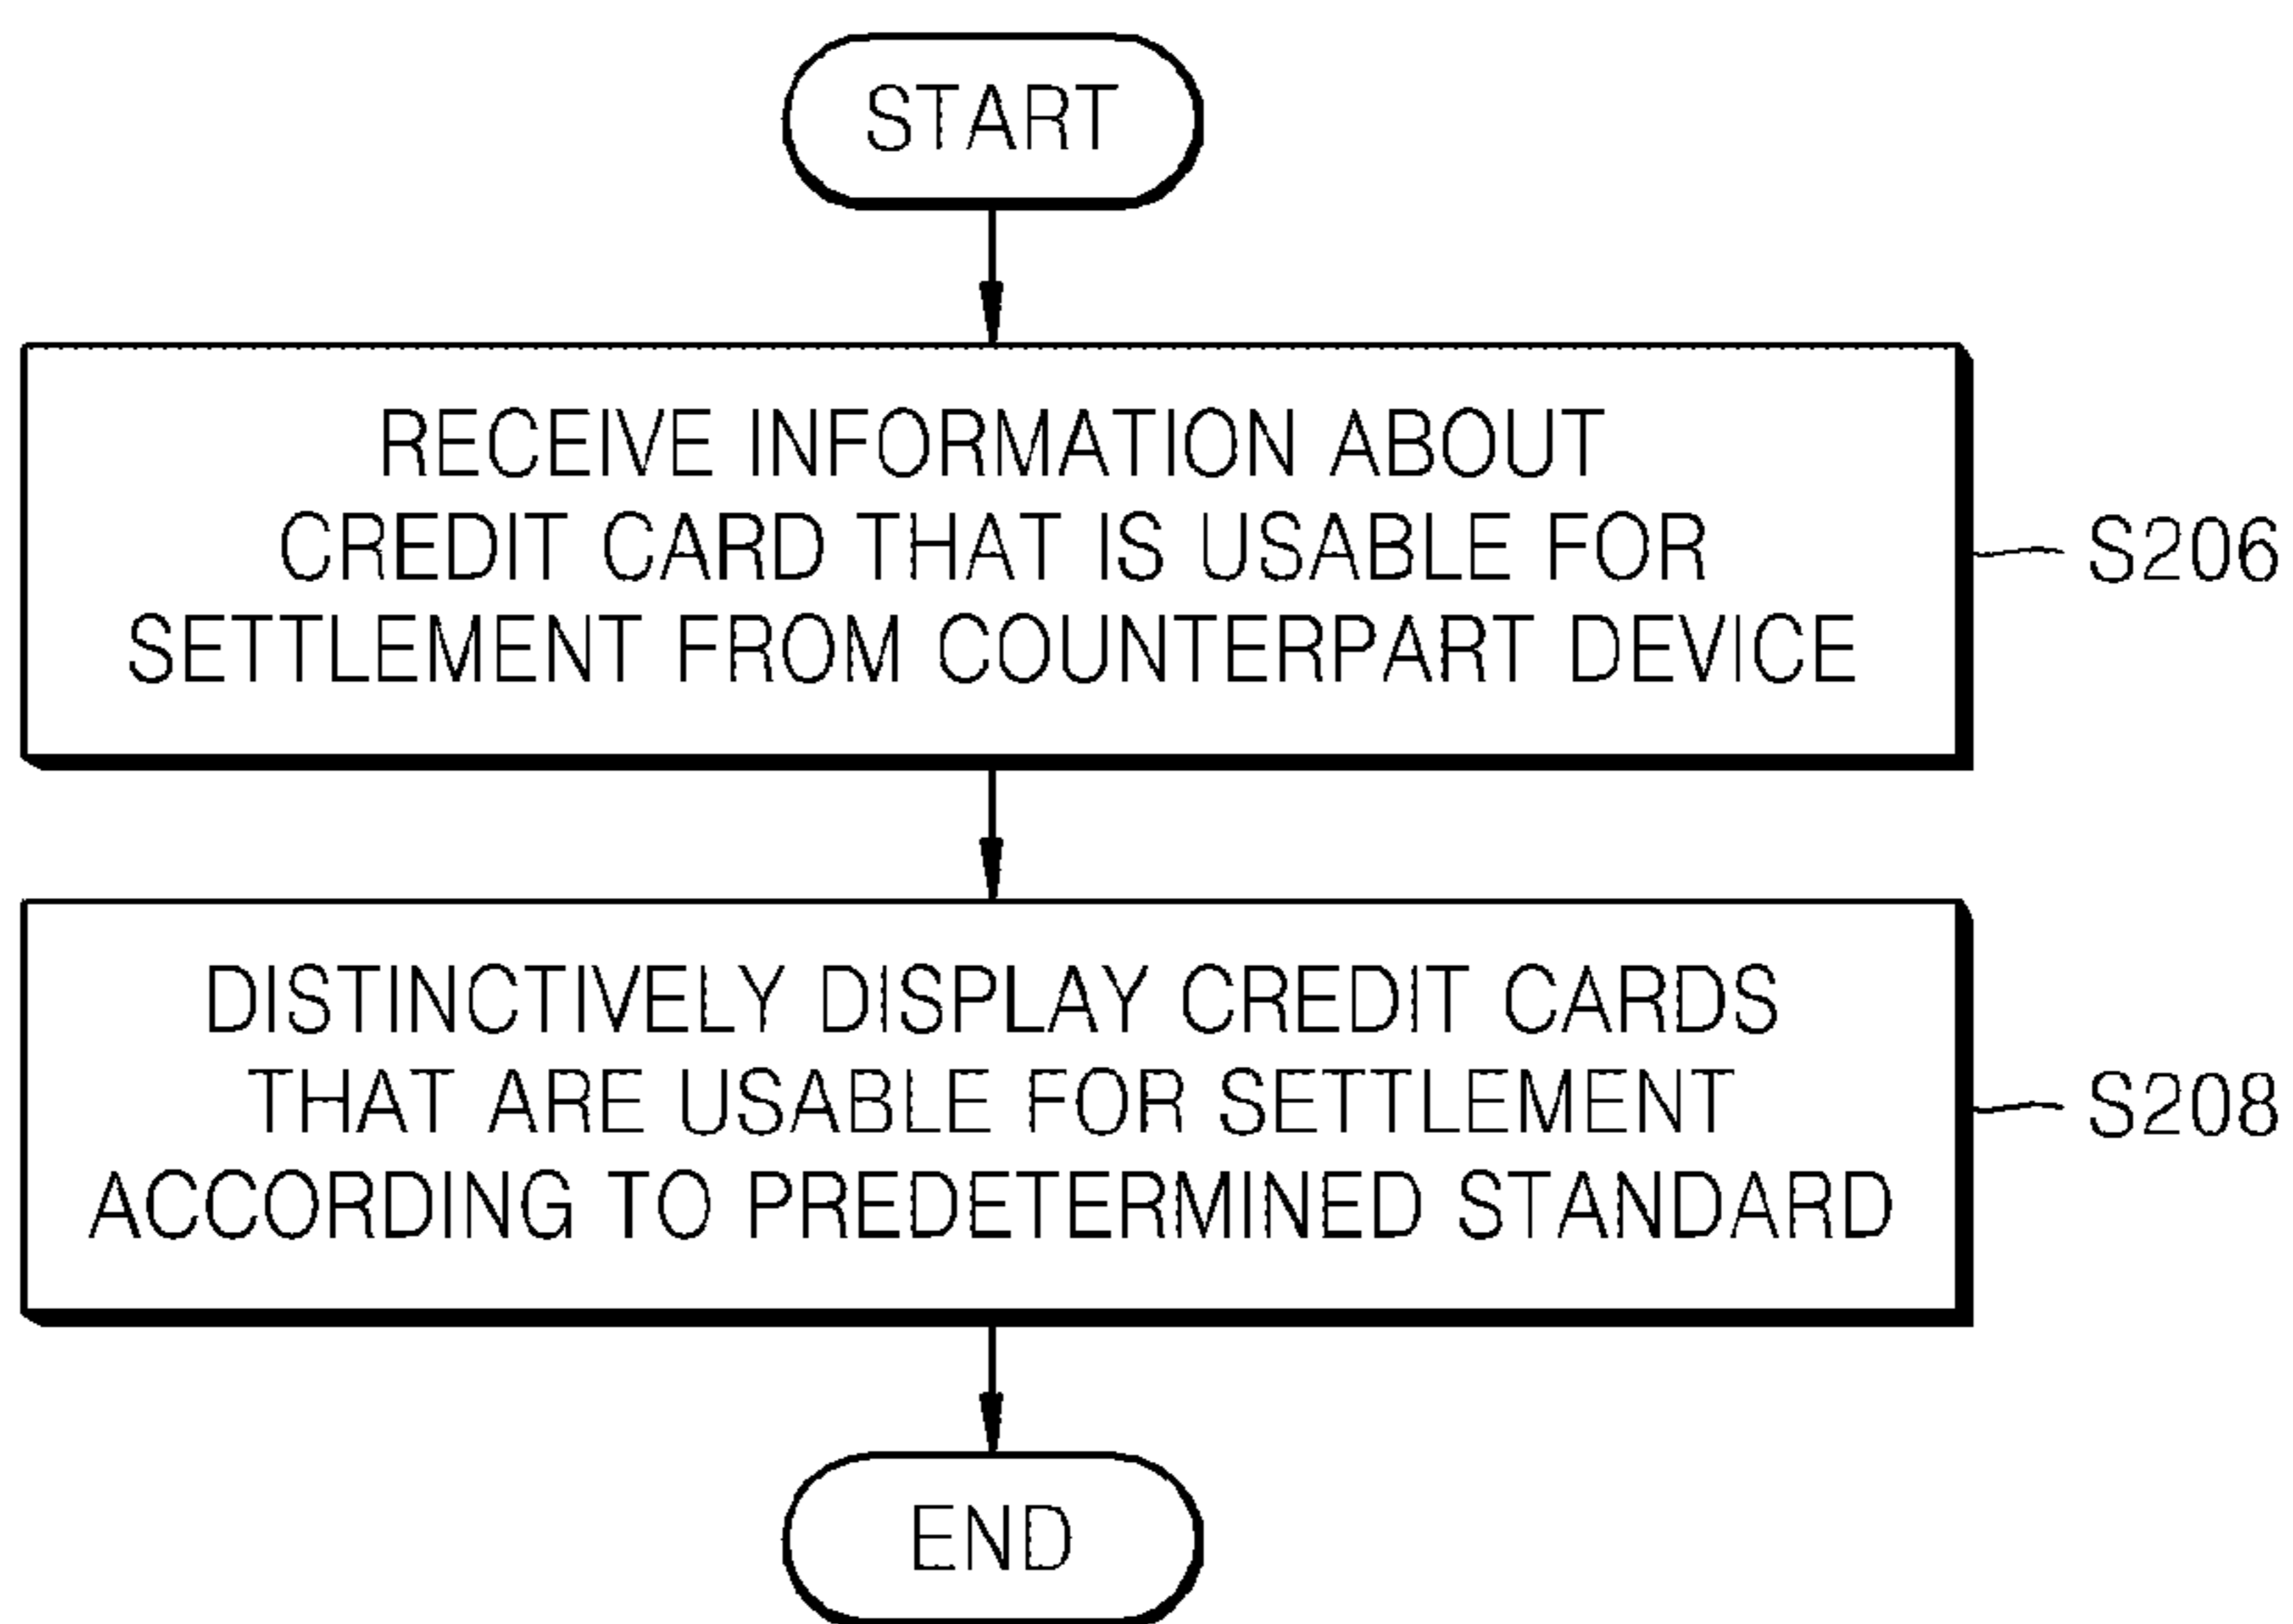 START
RECEIVE INFORMATION ABOUT
CREDIT CARD THAT IS USABLE FOR
SETTLEMENT FROM COUNTERPART DEVICE
S206
DISTINCTIVELY DISPLAY CREDIT CARDS
THAT ARE USABLE FOR SETTLEMENT
ACCORDING TO PREDETERMINED STANDARD
S208
END